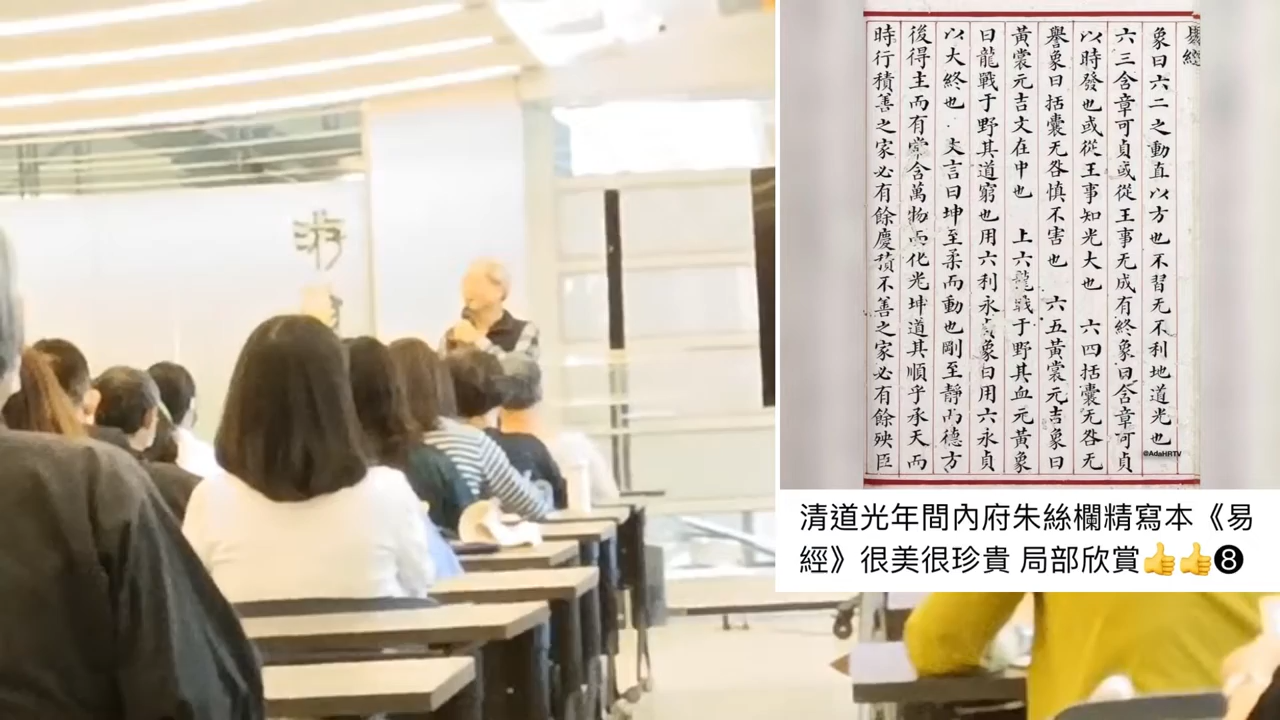 游
易經
象曰六二之動直以方也不習无不利地道光也
六三含章可貞或從王事无成有終象曰含章可貞
以時發也或從王事知光大也 六四括囊无咎无
譽象曰括囊无咎慎不害也 六五黃裳元吉象曰
黃裳元吉文在中也 上六龍戰于野其血元黃象
曰龍戰于野其道窮也用六利永貞象曰用六永貞
以大終也 文言曰坤至柔而動也剛至靜而德方
後得主而有常含萬物而化光坤道其順乎承天而
時行積善之家必有餘慶積不善之家必有餘殃臣
@AdaHRTV
清道光年間內府朱絲欄精寫本《易
經》很美很珍貴 局部欣賞👍👍❽